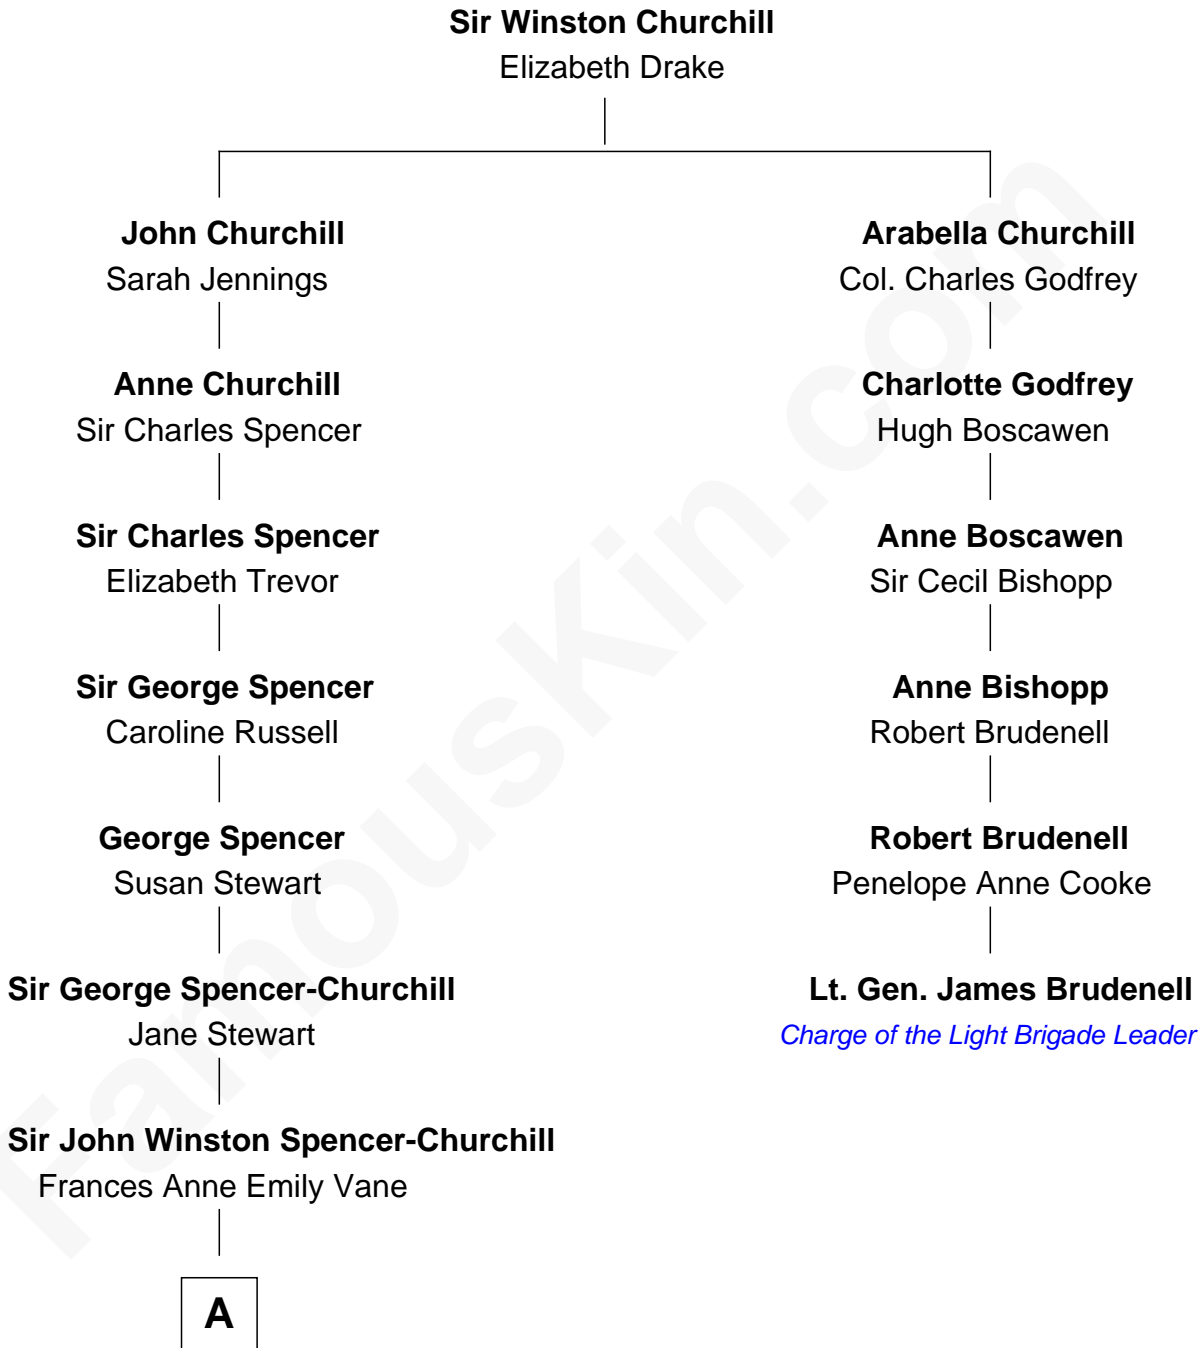 Sir Winston Churchill
Elizabeth Drake
John Churchill
Sarah Jennings
Anne Churchill
Sir Charles Spencer
Sir Charles Spencer
Elizabeth Trevor
Sir George Spencer
Caroline Russell
George Spencer
Susan Stewart
Sir George Spencer-Churchill
Jane Stewart
Sir John Winston Spencer-Churchill
Frances Anne Emily Vane
A
Arabella Churchill
Col. Charles Godfrey
Charlotte Godfrey
Hugh Boscawen
Anne Boscawen
Sir Cecil Bishopp
Anne Bishopp
Robert Brudenell
Robert Brudenell
Penelope Anne Cooke
Lt. Gen. James Brudenell
Charge of the Light Brigade Leader
FamousKin.com